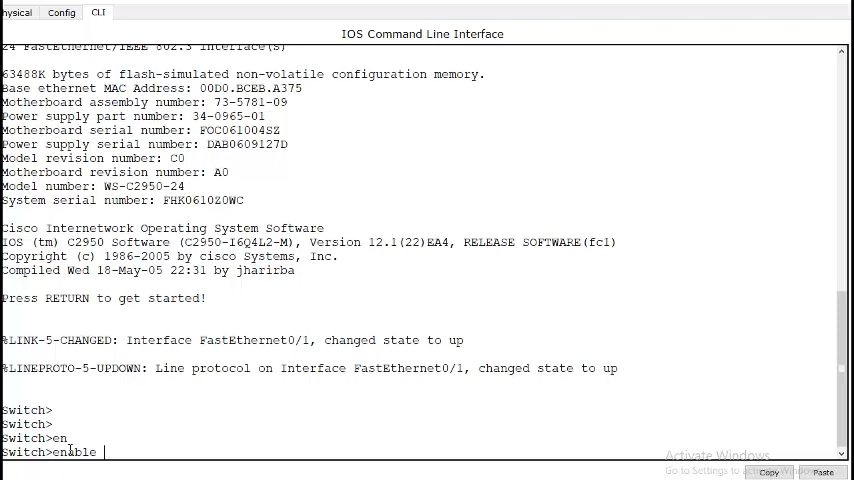 hysical Config CLI
IOS Command Line Interface
24 FastEthernet/IEEE 802.3 interface(s)
63488K bytes of flash-simulated non-volatile configuration memory.
Base ethernet MAC Address: 00D0.BCEB.A375
Motherboard assembly number: 73-5781-09
Power supply part number: 34-0965-01
Motherboard serial number: FOC061004SZ
Power supply serial number: DAB0609127D
Model revision number: C0
Motherboard revision number: A0
Model number: WS-C2950-24
System serial number: FHK0610Z0WC
Cisco Internetwork Operating System Software
IOS (tm) C2950 Software (C2950-I6Q4L2-M), Version 12.1(22)EA4, RELEASE SOFTWARE(fc1)
Copyright (c) 1986-2005 by cisco Systems, Inc.
Compiled Wed 18-May-05 22:31 by jharirba
Press RETURN to get started!
%LINK-5-CHANGED: Interface FastEthernet0/1, changed state to up
%LINEPROTO-5-UPDOWN: Line protocol on Interface FastEthernet0/1, changed state to up
Switch>
Switch>
Switch>en
Switch>enable
Activate Windows
Go to Settings to activate Windows.
Copy Paste